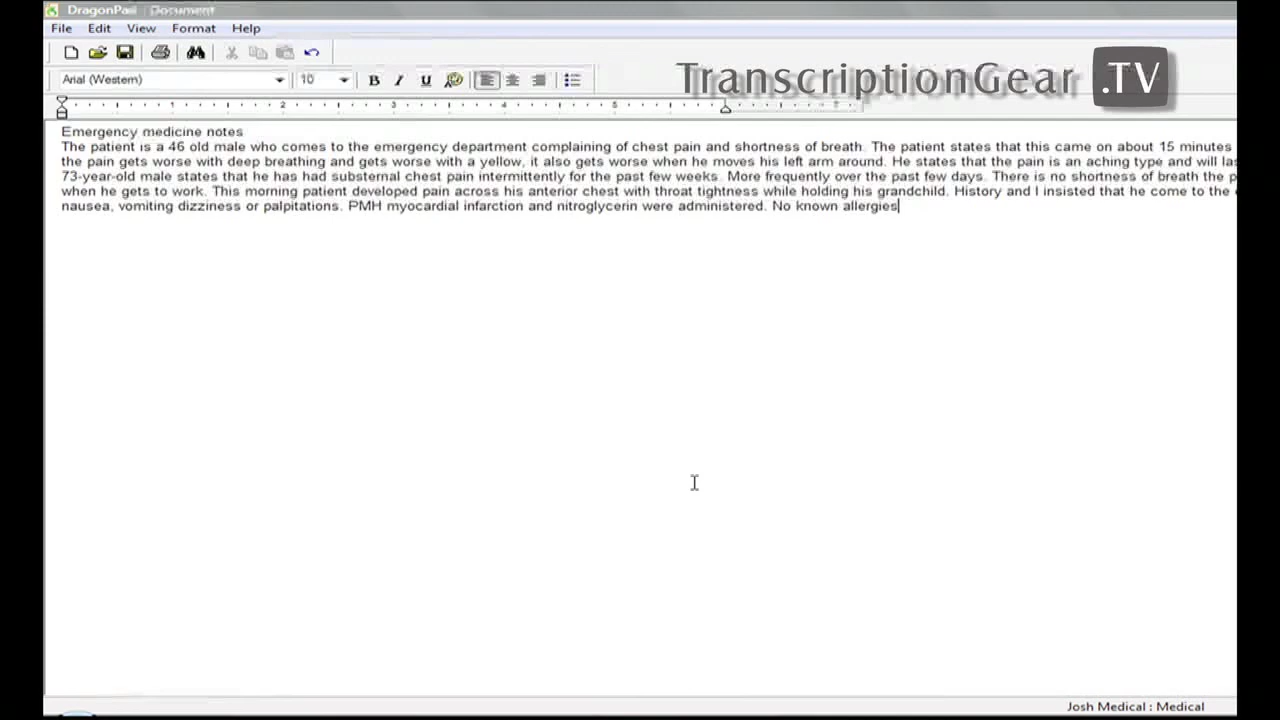 DragonPad Document
File Edit View Format Help
TranscriptionGear .TV
Arial (Western) 10 B I U
1 2 3 4 5 7
Emergency medicine notes
The patient is a 46 old male who comes to the emergency department complaining of chest pain and shortness of breath. The patient states that this came on about 15 minutes
the pain gets worse with deep breathing and gets worse with a yellow, it also gets worse when he moves his left arm around. He states that the pain is an aching type and will las
73-year-old male states that he has had substernal chest pain intermittently for the past few weeks. More frequently over the past few days. There is no shortness of breath the p
when he gets to work. This morning patient developed pain across his anterior chest with throat tightness while holding his grandchild. History and I insisted that he come to the
nausea, vomiting dizziness or palpitations. PMH myocardial infarction and nitroglycerin were administered. No known allergies
Josh Medical : Medical